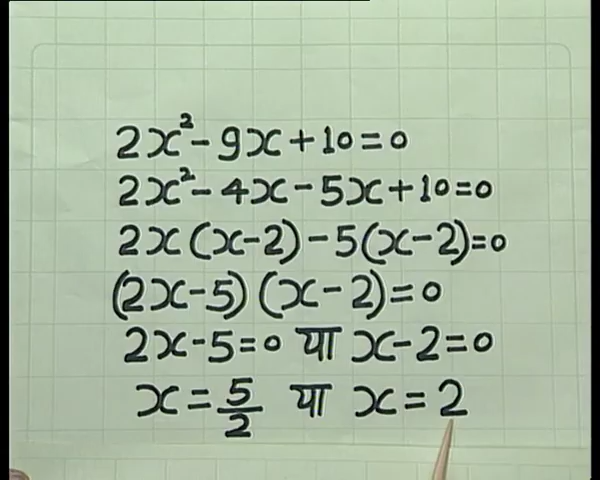 2x² - 9x + 10 = 0
2x² - 4x - 5x + 10 = 0
2x (x - 2) - 5(x - 2) = 0
(2x - 5) (x - 2) = 0
2x - 5 = 0 या x - 2 = 0
x = 5/2 या x = 2